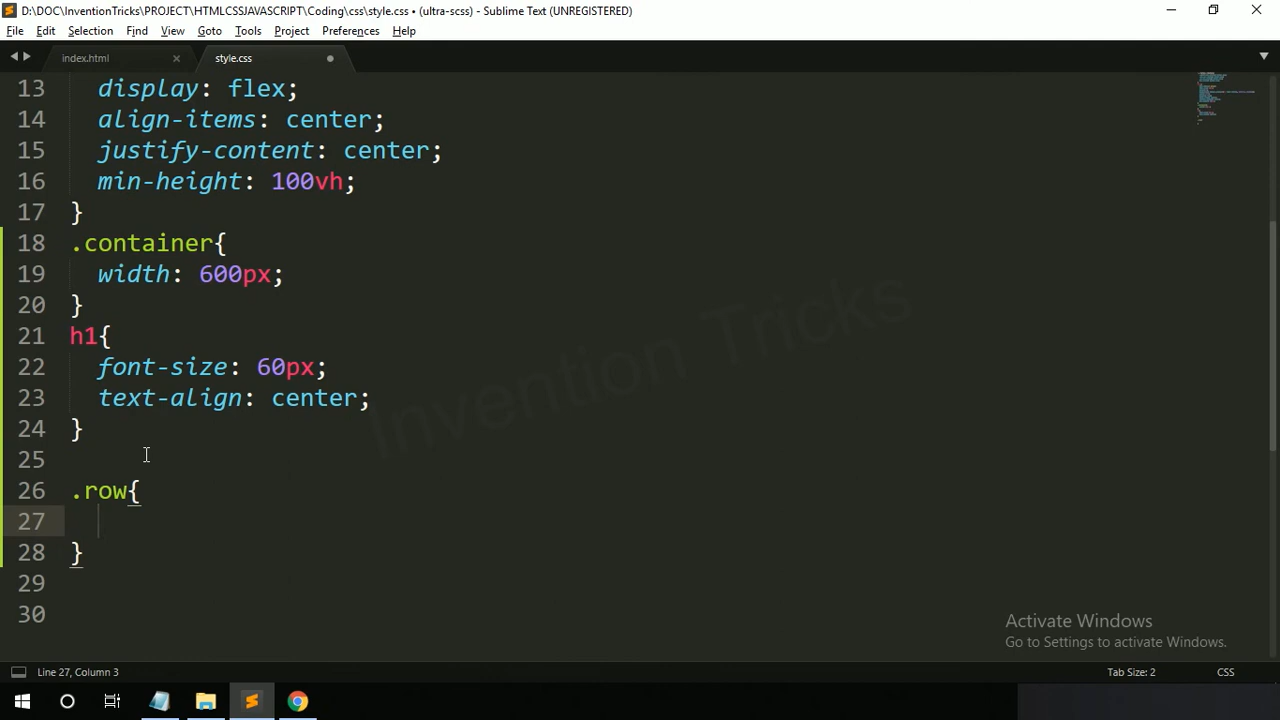 D:\DOC\InventionTricks\PROJECT\HTMLCSSJAVASCRIPT\Coding\css\style.css • (ultra-scss) - Sublime Text (UNREGISTERED)
File Edit Selection Find View Goto Tools Project Preferences Help
index.html style.css
13 display: flex;
14 align-items: center;
15 justify-content: center;
16 min-height: 100vh;
17 }
18 .container{
19 width: 600px;
20 }
21 h1{
22 font-size: 60px;
23 text-align: center;
24 }
25
26 .row{
27
28 }
29
30
Invention Tricks
Activate Windows
Go to Settings to activate Windows.
Line 27, Column 3 Tab Size: 2 CSS